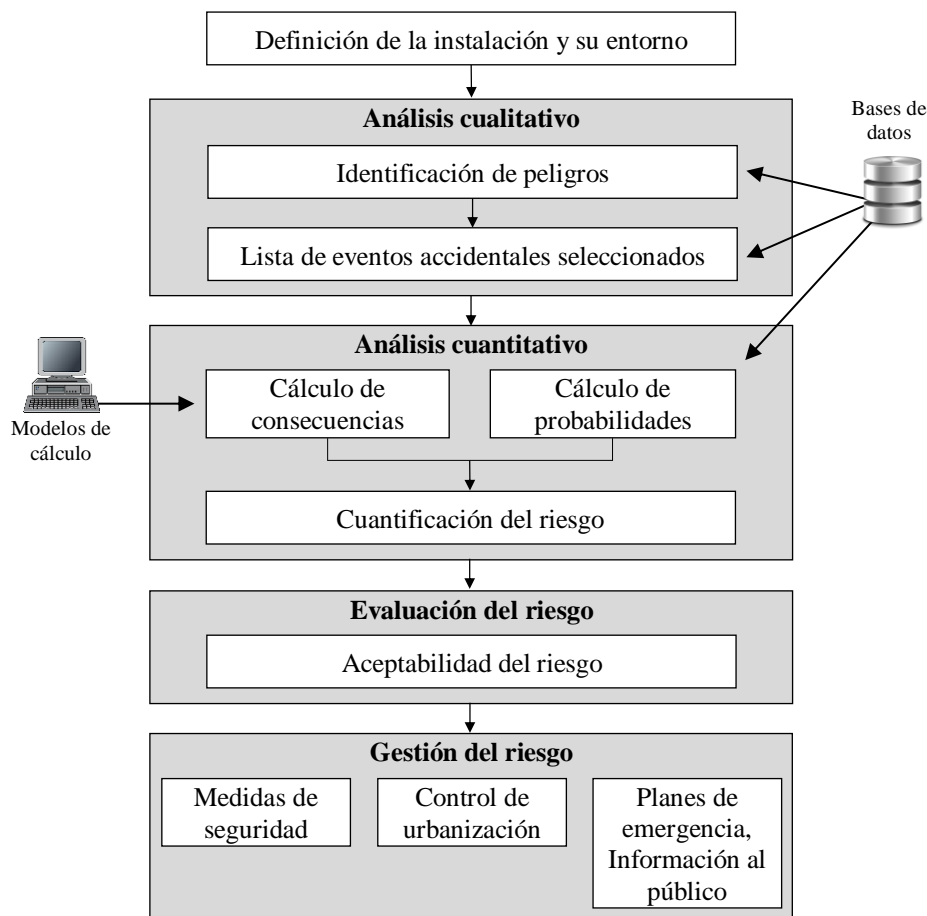 Definición de la instalación y su entorno
Análisis cualitativo
Bases de
datos
Identificación de peligros
Lista de eventos accidentales seleccionados
Análisis cuantitativo
Modelos de
cálculo
Cálculo de
consecuencias
Cálculo de
probabilidades
Cuantificación del riesgo
Evaluación del riesgo
Aceptabilidad del riesgo
Gestión del riesgo
Medidas de
seguridad
Control de
urbanización
Planes de
emergencia,
Información al
público